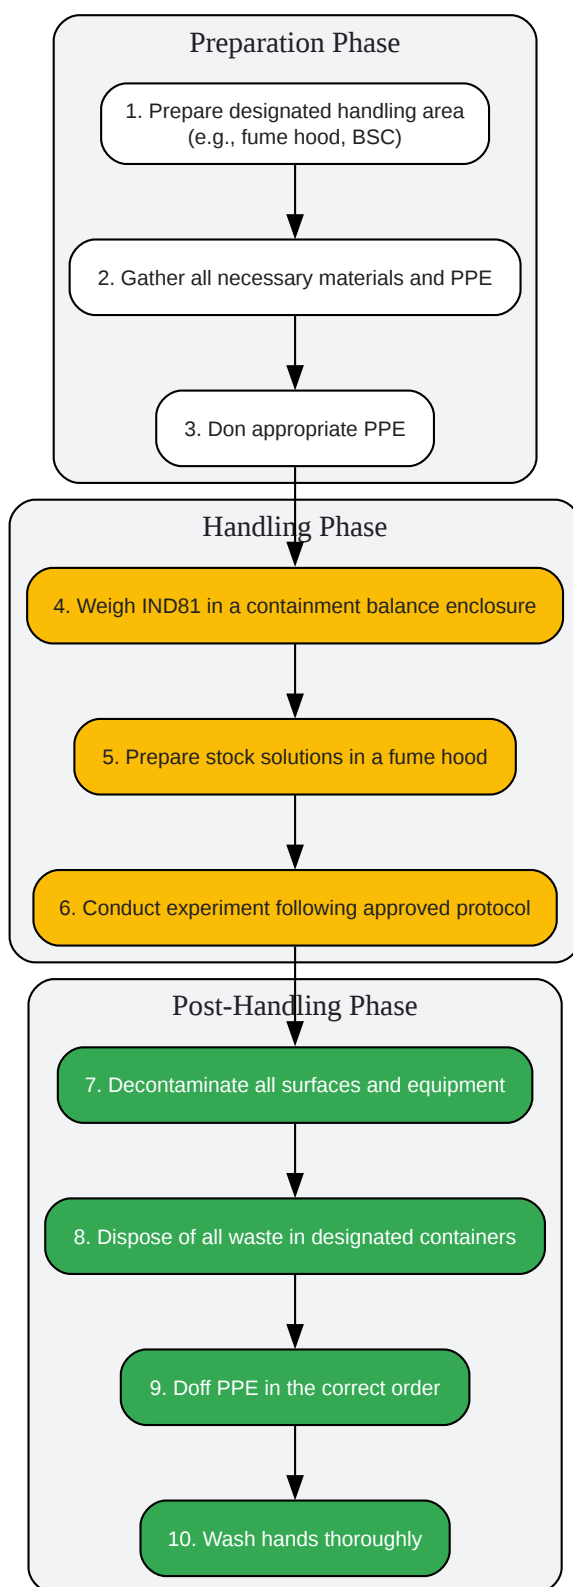 Preparation Phase
1. Prepare designated handling area
(e.g., fume hood, BSC)
2. Gather all necessary materials and PPE
3. Don appropriate PPE
Handling Phase
4. Weigh IND81 in a containment balance enclosure
5. Prepare stock solutions in a fume hood
6. Conduct experiment following approved protocol
Post-Handling Phase
7. Decontaminate all surfaces and equipment
8. Dispose of all waste in designated containers
9. Doff PPE in the correct order
10. Wash hands thoroughly